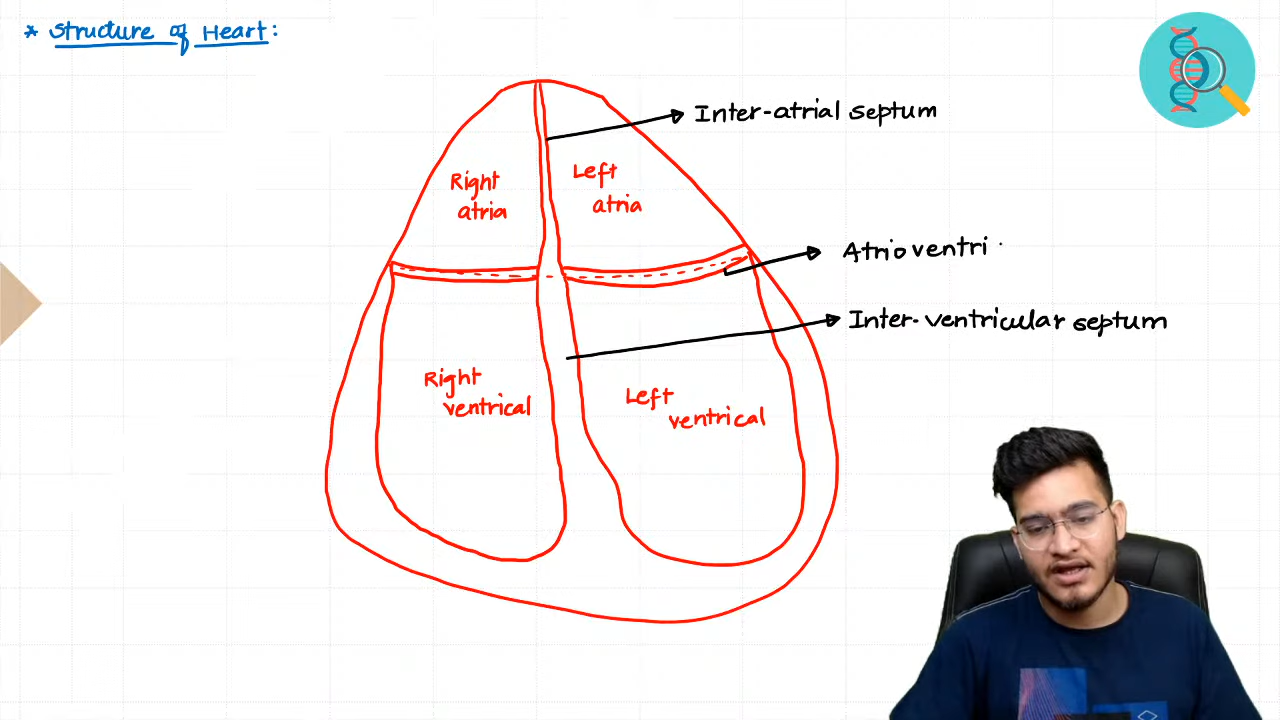 * Structure of Heart:
Inter-atrial septum
Right
atria
Left
atria
Atrioventri
Inter-ventricular septum
Right
ventrical
Left
ventrical